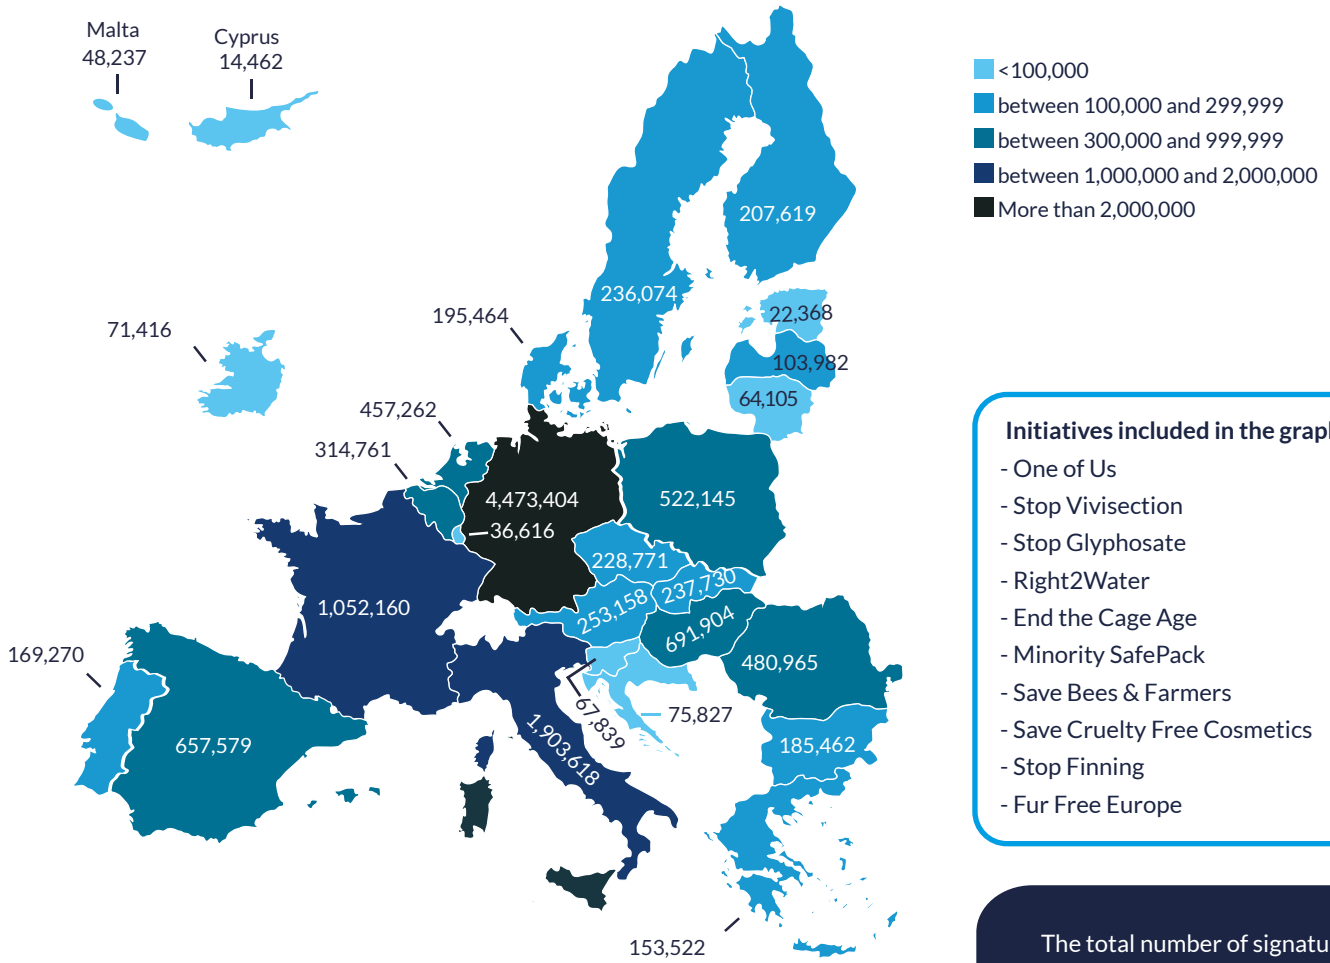 Malta
48,237
Cyprus
14,462
<100,000
between 100,000 and 299,999
between 300,000 and 999,999
between 1,000,000 and 2,000,000
More than 2,000,000
207,619
236,074
195,464
22,368
103,982
64,105
71,416
457,262
314,761
4,473,404
36,616
522,145
228,771
237,730
253,158
691,904
1,052,160
480,965
169,270
657,579
67,839
75,827
1,903,618
185,462
153,522
Initiatives included in the grap
- One of Us
- Stop Vivisection
- Stop Glyphosate
- Right2Water
- End the Cage Age
- Minority SafePack
- Save Bees & Farmers
- Save Cruelty Free Cosmetics
- Stop Finning
- Fur Free Europe
The total number of signatu